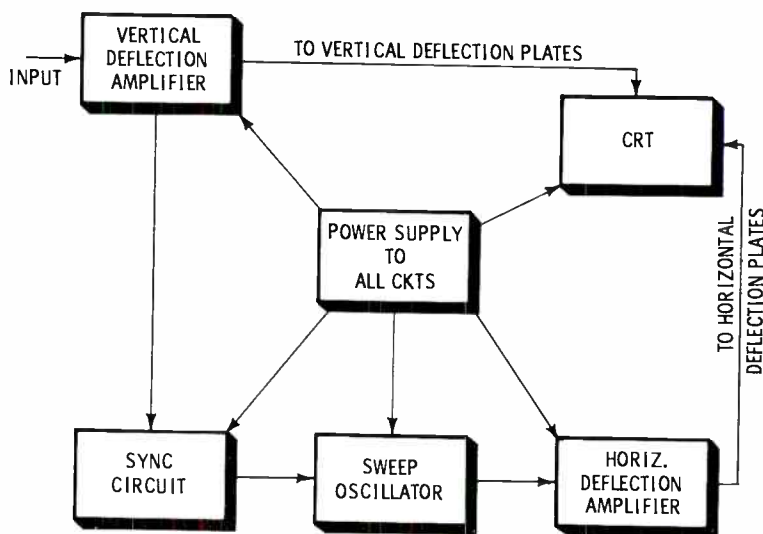 VERTICAL
DEFLECTION
AMPLIFIER
INPUT
TO VERTICAL DEFLECTION PLATES
CRT
POWER SUPPLY
TO
ALL CKTS
TO HORIZONTAL
DEFLECTION PLATES
SYNC
CIRCUIT
SWEEP
OSCILLATOR
HORIZ.
DEFLECTION
AMPLIFIER